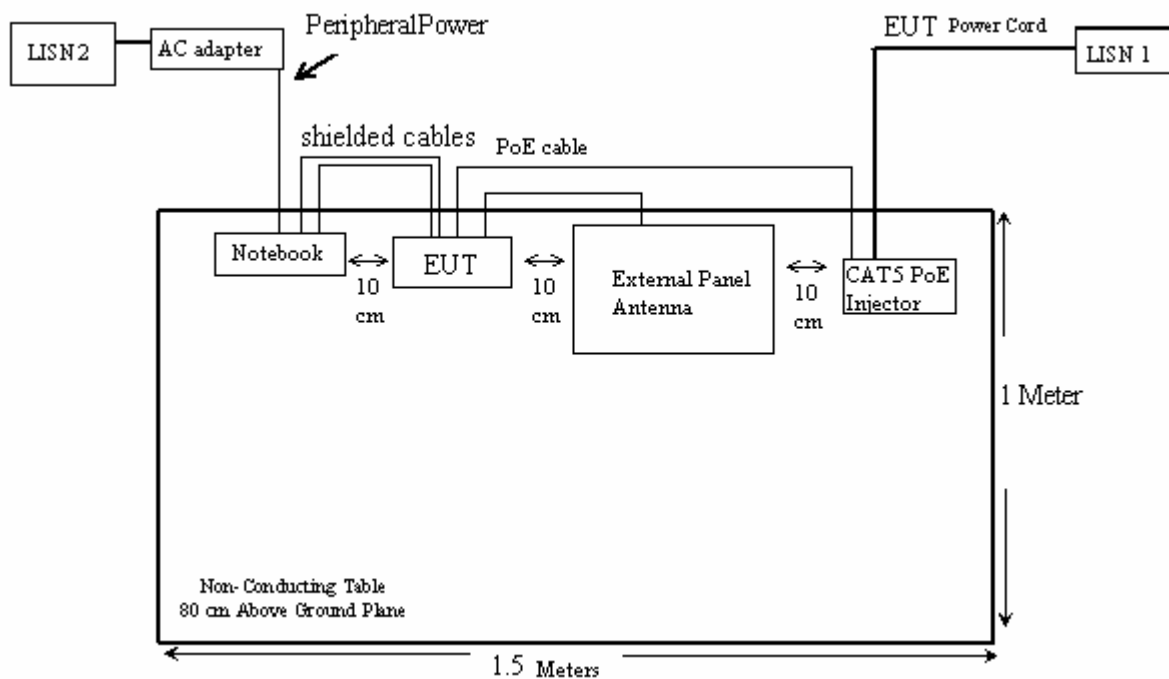 LISN 2
AC adapter
PeripheralPower
EUT Power Cord
LISN 1
shielded cables
PoE cable
Notebook
10
cm
EUT
10
cm
External Panel
Antenna
10
cm
CAT5 PoE
Injector
1 Meter
Non-Conducting Table
80 cm Above Ground Plane
1.5 Meters